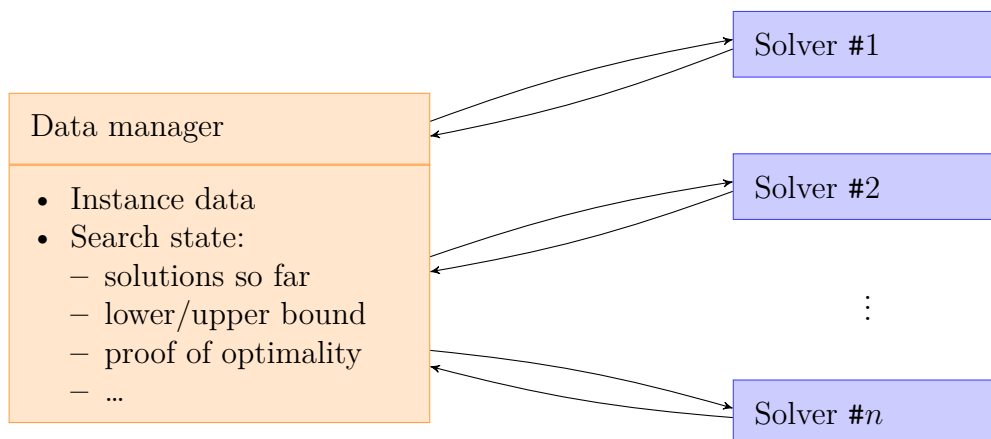 Data manager
• Instance data
• Search state:
– solutions so far
– lower/upper bound
– proof of optimality
– …
Solver #1
Solver #2
⋮
Solver #n